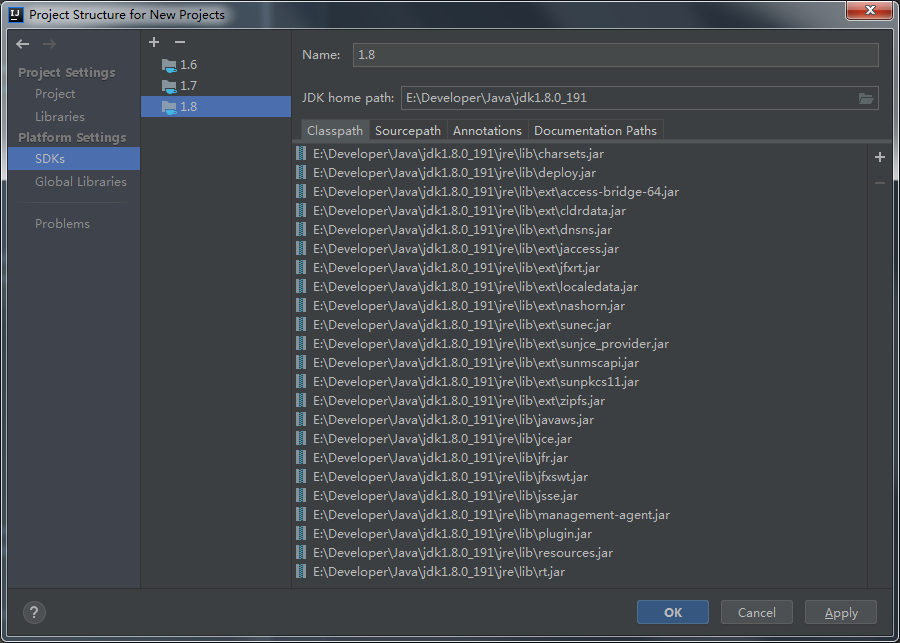 Project Structure for New Projects
Project Settings
Project
Libraries
Platform Settings
SDKs
Global Libraries
Problems
1.6
1.7
1.8
Name: 1.8
JDK home path: E:\Developer\Java\jdk1.8.0_191
Classpath Sourcepath Annotations Documentation Paths
E:\Developer\Java\jdk1.8.0_191\jre\lib\charsets.jar
E:\Developer\Java\jdk1.8.0_191\jre\lib\deploy.jar
E:\Developer\Java\jdk1.8.0_191\jre\lib\ext\access-bridge-64.jar
E:\Developer\Java\jdk1.8.0_191\jre\lib\ext\cldrdata.jar
E:\Developer\Java\jdk1.8.0_191\jre\lib\ext\dnsns.jar
E:\Developer\Java\jdk1.8.0_191\jre\lib\ext\jaccess.jar
E:\Developer\Java\jdk1.8.0_191\jre\lib\ext\jfxrt.jar
E:\Developer\Java\jdk1.8.0_191\jre\lib\ext\localedata.jar
E:\Developer\Java\jdk1.8.0_191\jre\lib\ext\nashorn.jar
E:\Developer\Java\jdk1.8.0_191\jre\lib\ext\sunec.jar
E:\Developer\Java\jdk1.8.0_191\jre\lib\ext\sunjce_provider.jar
E:\Developer\Java\jdk1.8.0_191\jre\lib\ext\sunmscapi.jar
E:\Developer\Java\jdk1.8.0_191\jre\lib\ext\sunpkcs11.jar
E:\Developer\Java\jdk1.8.0_191\jre\lib\ext\zipfs.jar
E:\Developer\Java\jdk1.8.0_191\jre\lib\javaws.jar
E:\Developer\Java\jdk1.8.0_191\jre\lib\jce.jar
E:\Developer\Java\jdk1.8.0_191\jre\lib\jfr.jar
E:\Developer\Java\jdk1.8.0_191\jre\lib\jfxswt.jar
E:\Developer\Java\jdk1.8.0_191\jre\lib\jsse.jar
E:\Developer\Java\jdk1.8.0_191\jre\lib\management-agent.jar
E:\Developer\Java\jdk1.8.0_191\jre\lib\plugin.jar
E:\Developer\Java\jdk1.8.0_191\jre\lib\resources.jar
E:\Developer\Java\jdk1.8.0_191\jre\lib\rt.jar
? OK Cancel Apply